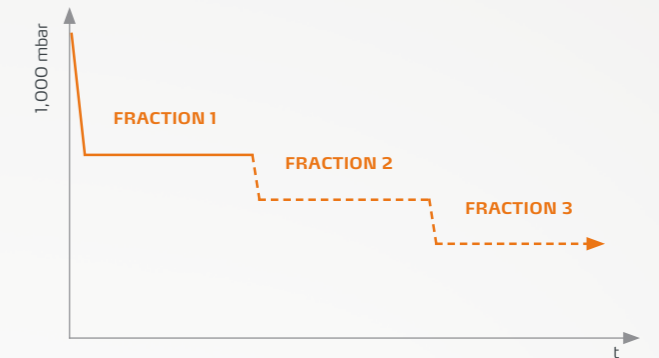 1,000 mbar
FRACTION 1
FRACTION 2
FRACTION 3
t